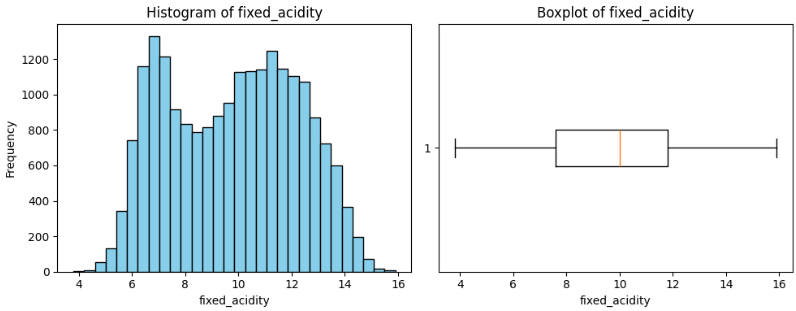 Histogram of fixed_acidity
Frequency
1200
1000
800
600
400
200
0
4 6 8 10 12 14 16
fixed_acidity
Boxplot of fixed_acidity
1
4 6 8 10 12 14 16
fixed_acidity